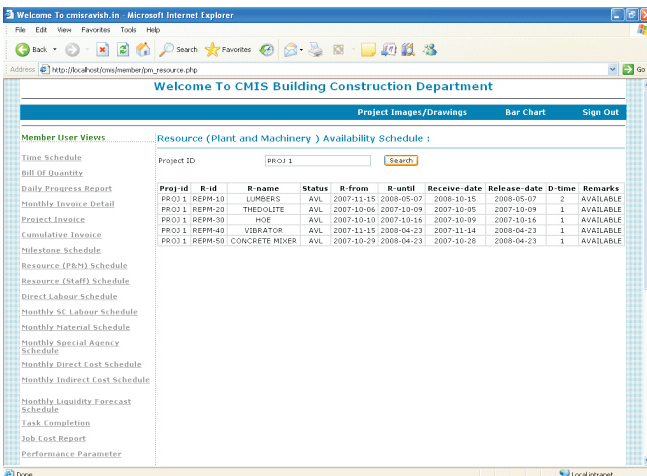 Welcome To cmisravish.in - Microsoft Internet Explorer
File Edit View Favorites Tools Help
Back Search Favorites
Address http://localhost/cmis/member/pm_resource.php Go
Welcome To CMIS Building Construction Department
Project Images/Drawings Bar Chart Sign Out
Member User Views
Resource (Plant and Machinery ) Availability Schedule :
Time Schedule
Project ID PROJ 1 Search
Bill Of Quantity
Daily Progress Report
Monthly Invoice Detail
Project Invoice
Cumulative Invoice
Milestone Schedule
Resource (P&M) Schedule
Resource (Staff) Schedule
Direct Labour Schedule
Monthly SC Labour Schedule
Monthly Material Schedule
Monthly Special Agency
Schedule
Monthly Direct Cost Schedule
Monthly Indirect Cost Schedule
Monthly Liquidity Forecast
Schedule
Task Completion
Job Cost Report
Performance Parameter
Proj-id R-id R-name Status R-from R-until Receive-date Release-date D-time Remarks
PROJ 1 REPM-10 LUMBERS AVL 2007-11-15 2008-05-07 2008-10-15 2008-05-07 2 AVAILABLE
PROJ 1 REPM-20 THEDOLITE AVL 2007-10-06 2007-10-09 2007-10-05 2007-10-09 1 AVAILABLE
PROJ 1 REPM-30 HOE AVL 2007-10-10 2007-10-16 2007-10-09 2007-10-16 1 AVAILABLE
PROJ 1 REPM-40 VIBRATOR AVL 2007-11-15 2008-04-23 2007-11-14 2008-04-23 1 AVAILABLE
PROJ 1 REPM-50 CONCRETE MIXER AVL 2007-10-29 2008-04-23 2007-10-28 2008-04-23 1 AVAILABLE
Done Local intranet